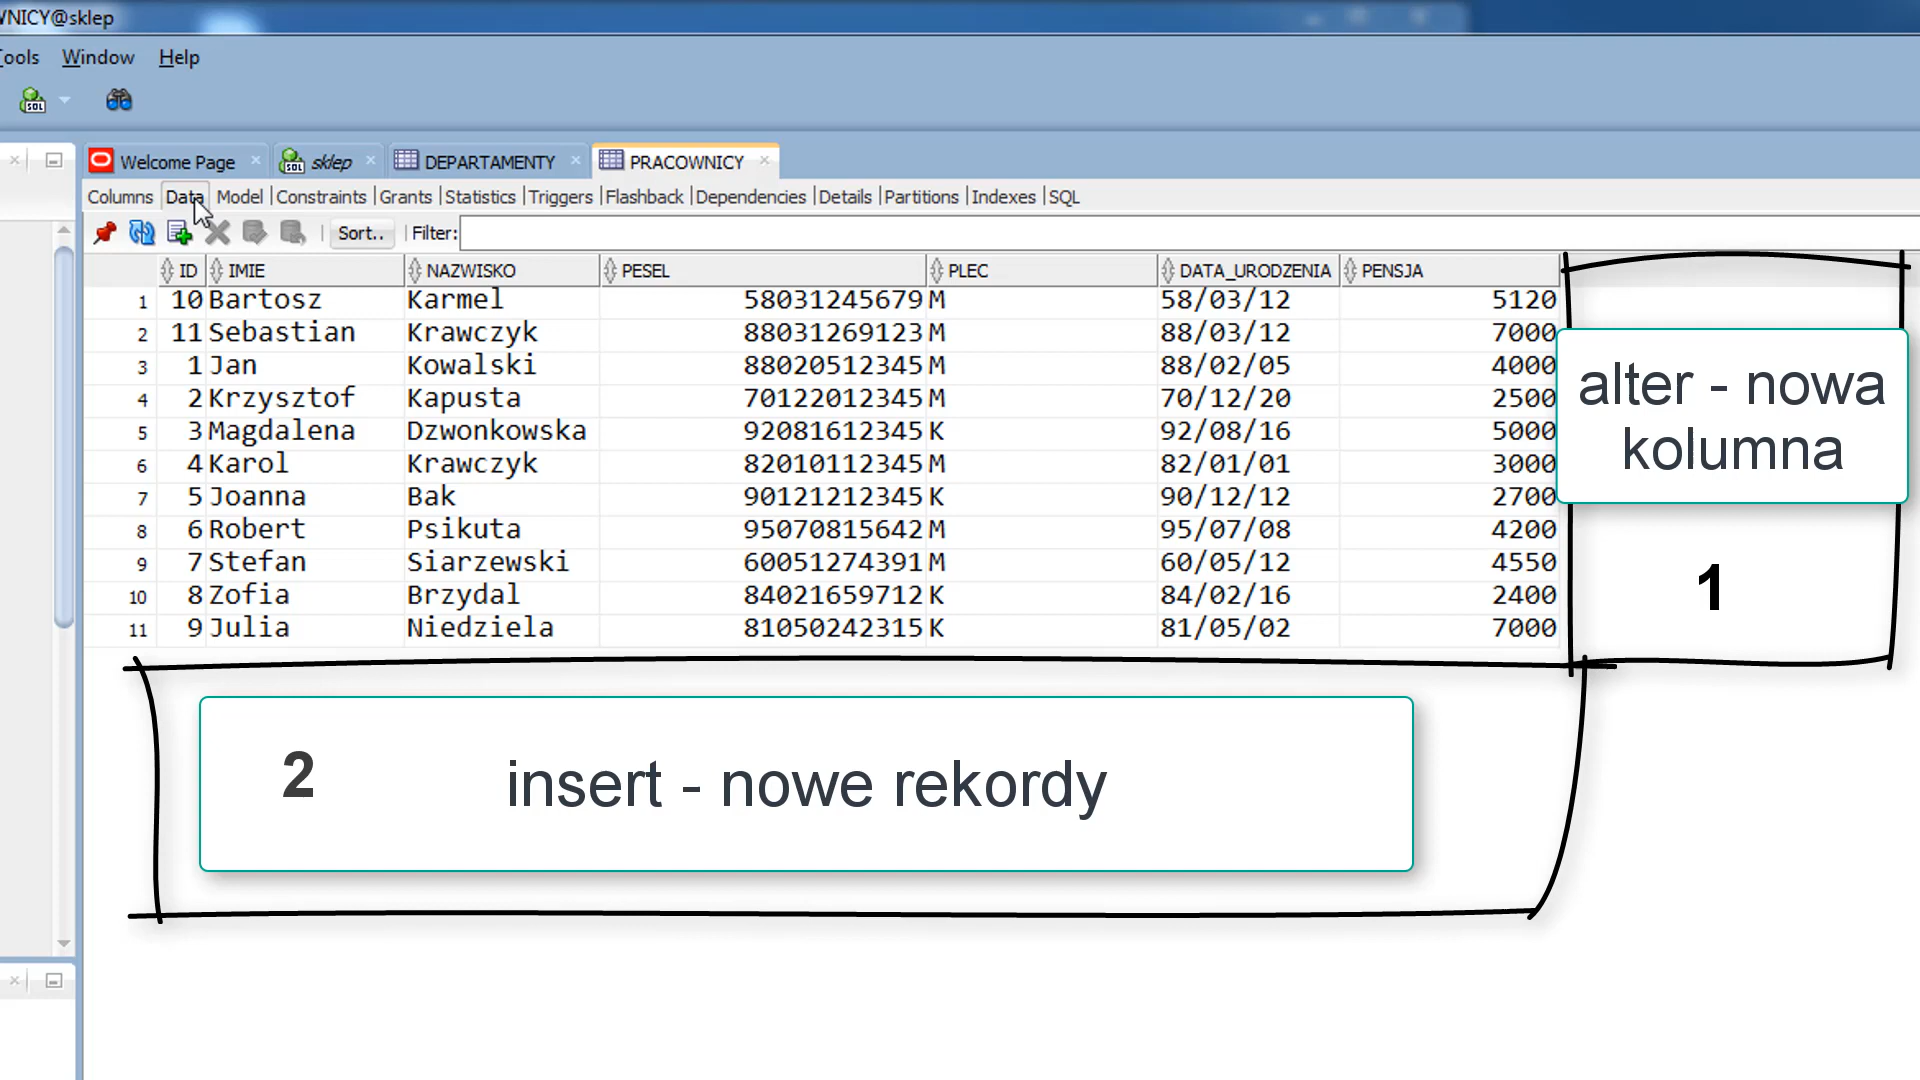 WNICY@sklep
Tools Window Help
SQL
Welcome Page sklep DEPARTAMENTY PRACOWNICY
Columns Data Model Constraints Grants Statistics Triggers Flashback Dependencies Details Partitions Indexes SQL
Sort.. Filter:
ID IMIE NAZWISKO PESEL PLEC DATA_URODZENIA PENSJA
1 10 Bartosz Karmel 58031245679 M 58/03/12 5120
2 11 Sebastian Krawczyk 88031269123 M 88/03/12 7000
3 1 Jan Kowalski 88020512345 M 88/02/05 4000
4 2 Krzysztof Kapusta 70122012345 M 70/12/20 2500
5 3 Magdalena Dzwonkowska 92081612345 K 92/08/16 5000
6 4 Karol Krawczyk 82010112345 M 82/01/01 3000
7 5 Joanna Bak 90121212345 K 90/12/12 2700
8 6 Robert Psikuta 95070815642 M 95/07/08 4200
9 7 Stefan Siarzewski 60051274391 M 60/05/12 4550
10 8 Zofia Brzydal 84021659712 K 84/02/16 2400
11 9 Julia Niedziela 81050242315 K 81/05/02 7000
alter - nowa
kolumna
1
2 insert - nowe rekordy